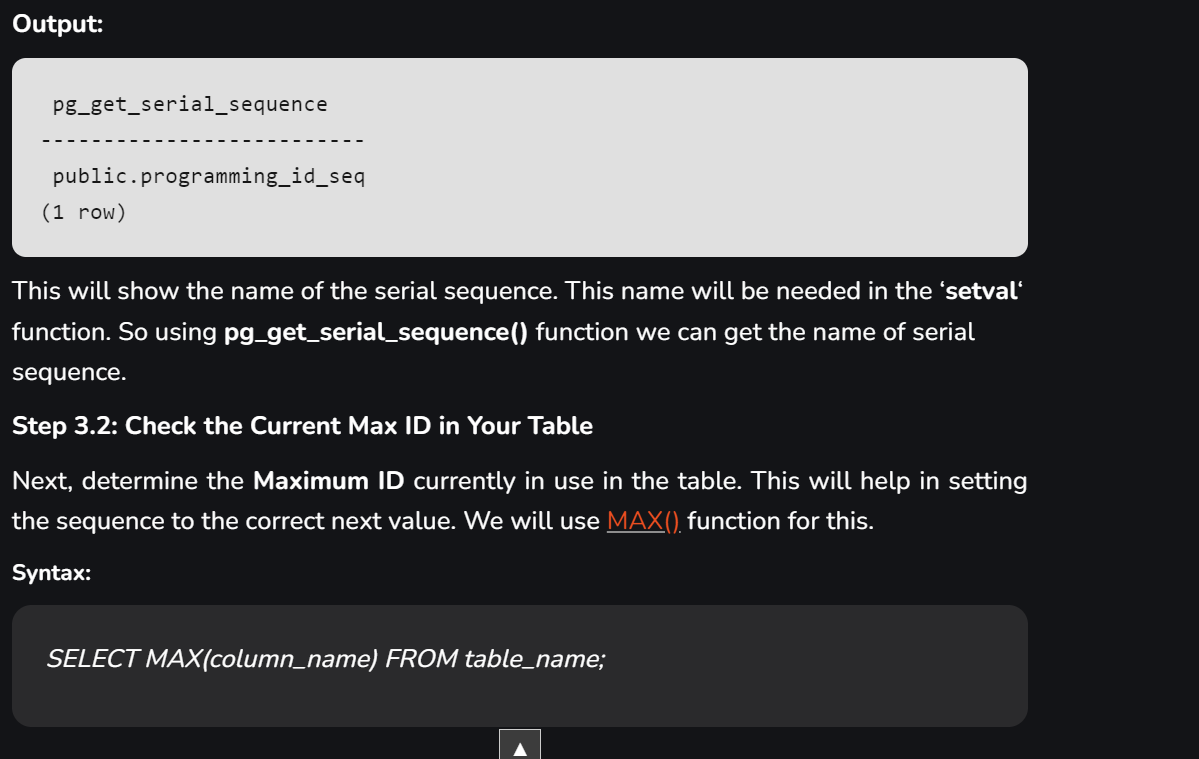 Output:
pg_get_serial_sequence
--------------------------
public.programming_id_seq
(1 row)
This will show the name of the serial sequence. This name will be needed in the ‘setval‘
function. So using pg_get_serial_sequence() function we can get the name of serial
sequence.
Step 3.2: Check the Current Max ID in Your Table
Next, determine the Maximum ID currently in use in the table. This will help in setting
the sequence to the correct next value. We will use MAX() function for this.
Syntax:
SELECT MAX(column_name) FROM table_name;